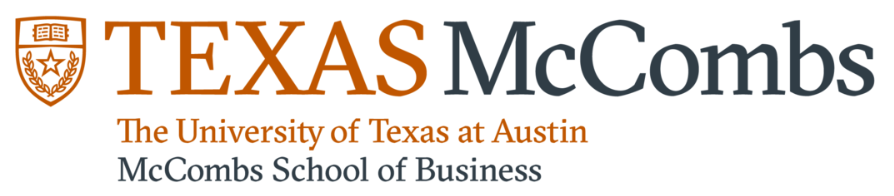 TEXAS McCombs
The University of Texas at Austin
McCombs School of Business